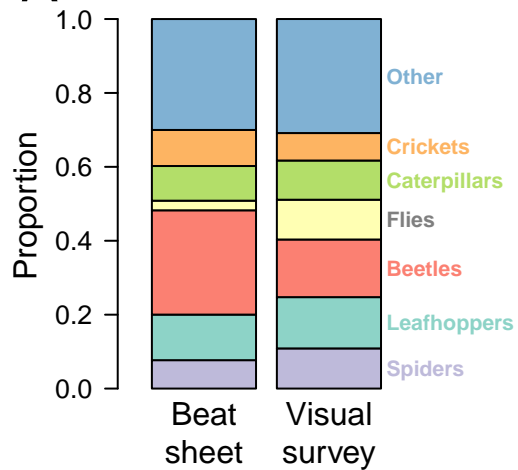 1.0
0.8
0.6
0.4
0.2
0.0
Proportion
Other
Crickets
Caterpillars
Flies
Beetles
Leafhoppers
Spiders
Beat
sheet
Visual
survey